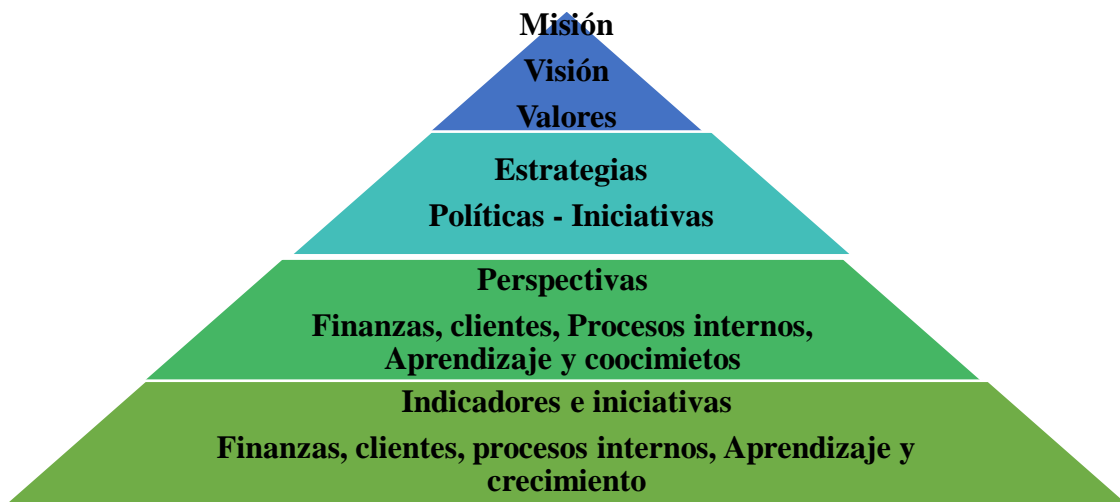 Misión
Visión
Valores
Estrategias
Políticas - Iniciativas
Perspectivas
Finanzas, clientes, Procesos internos,
Aprendizaje y coocimietos
Indicadores e iniciativas
Finanzas, clientes, procesos internos, Aprendizaje y
crecimiento